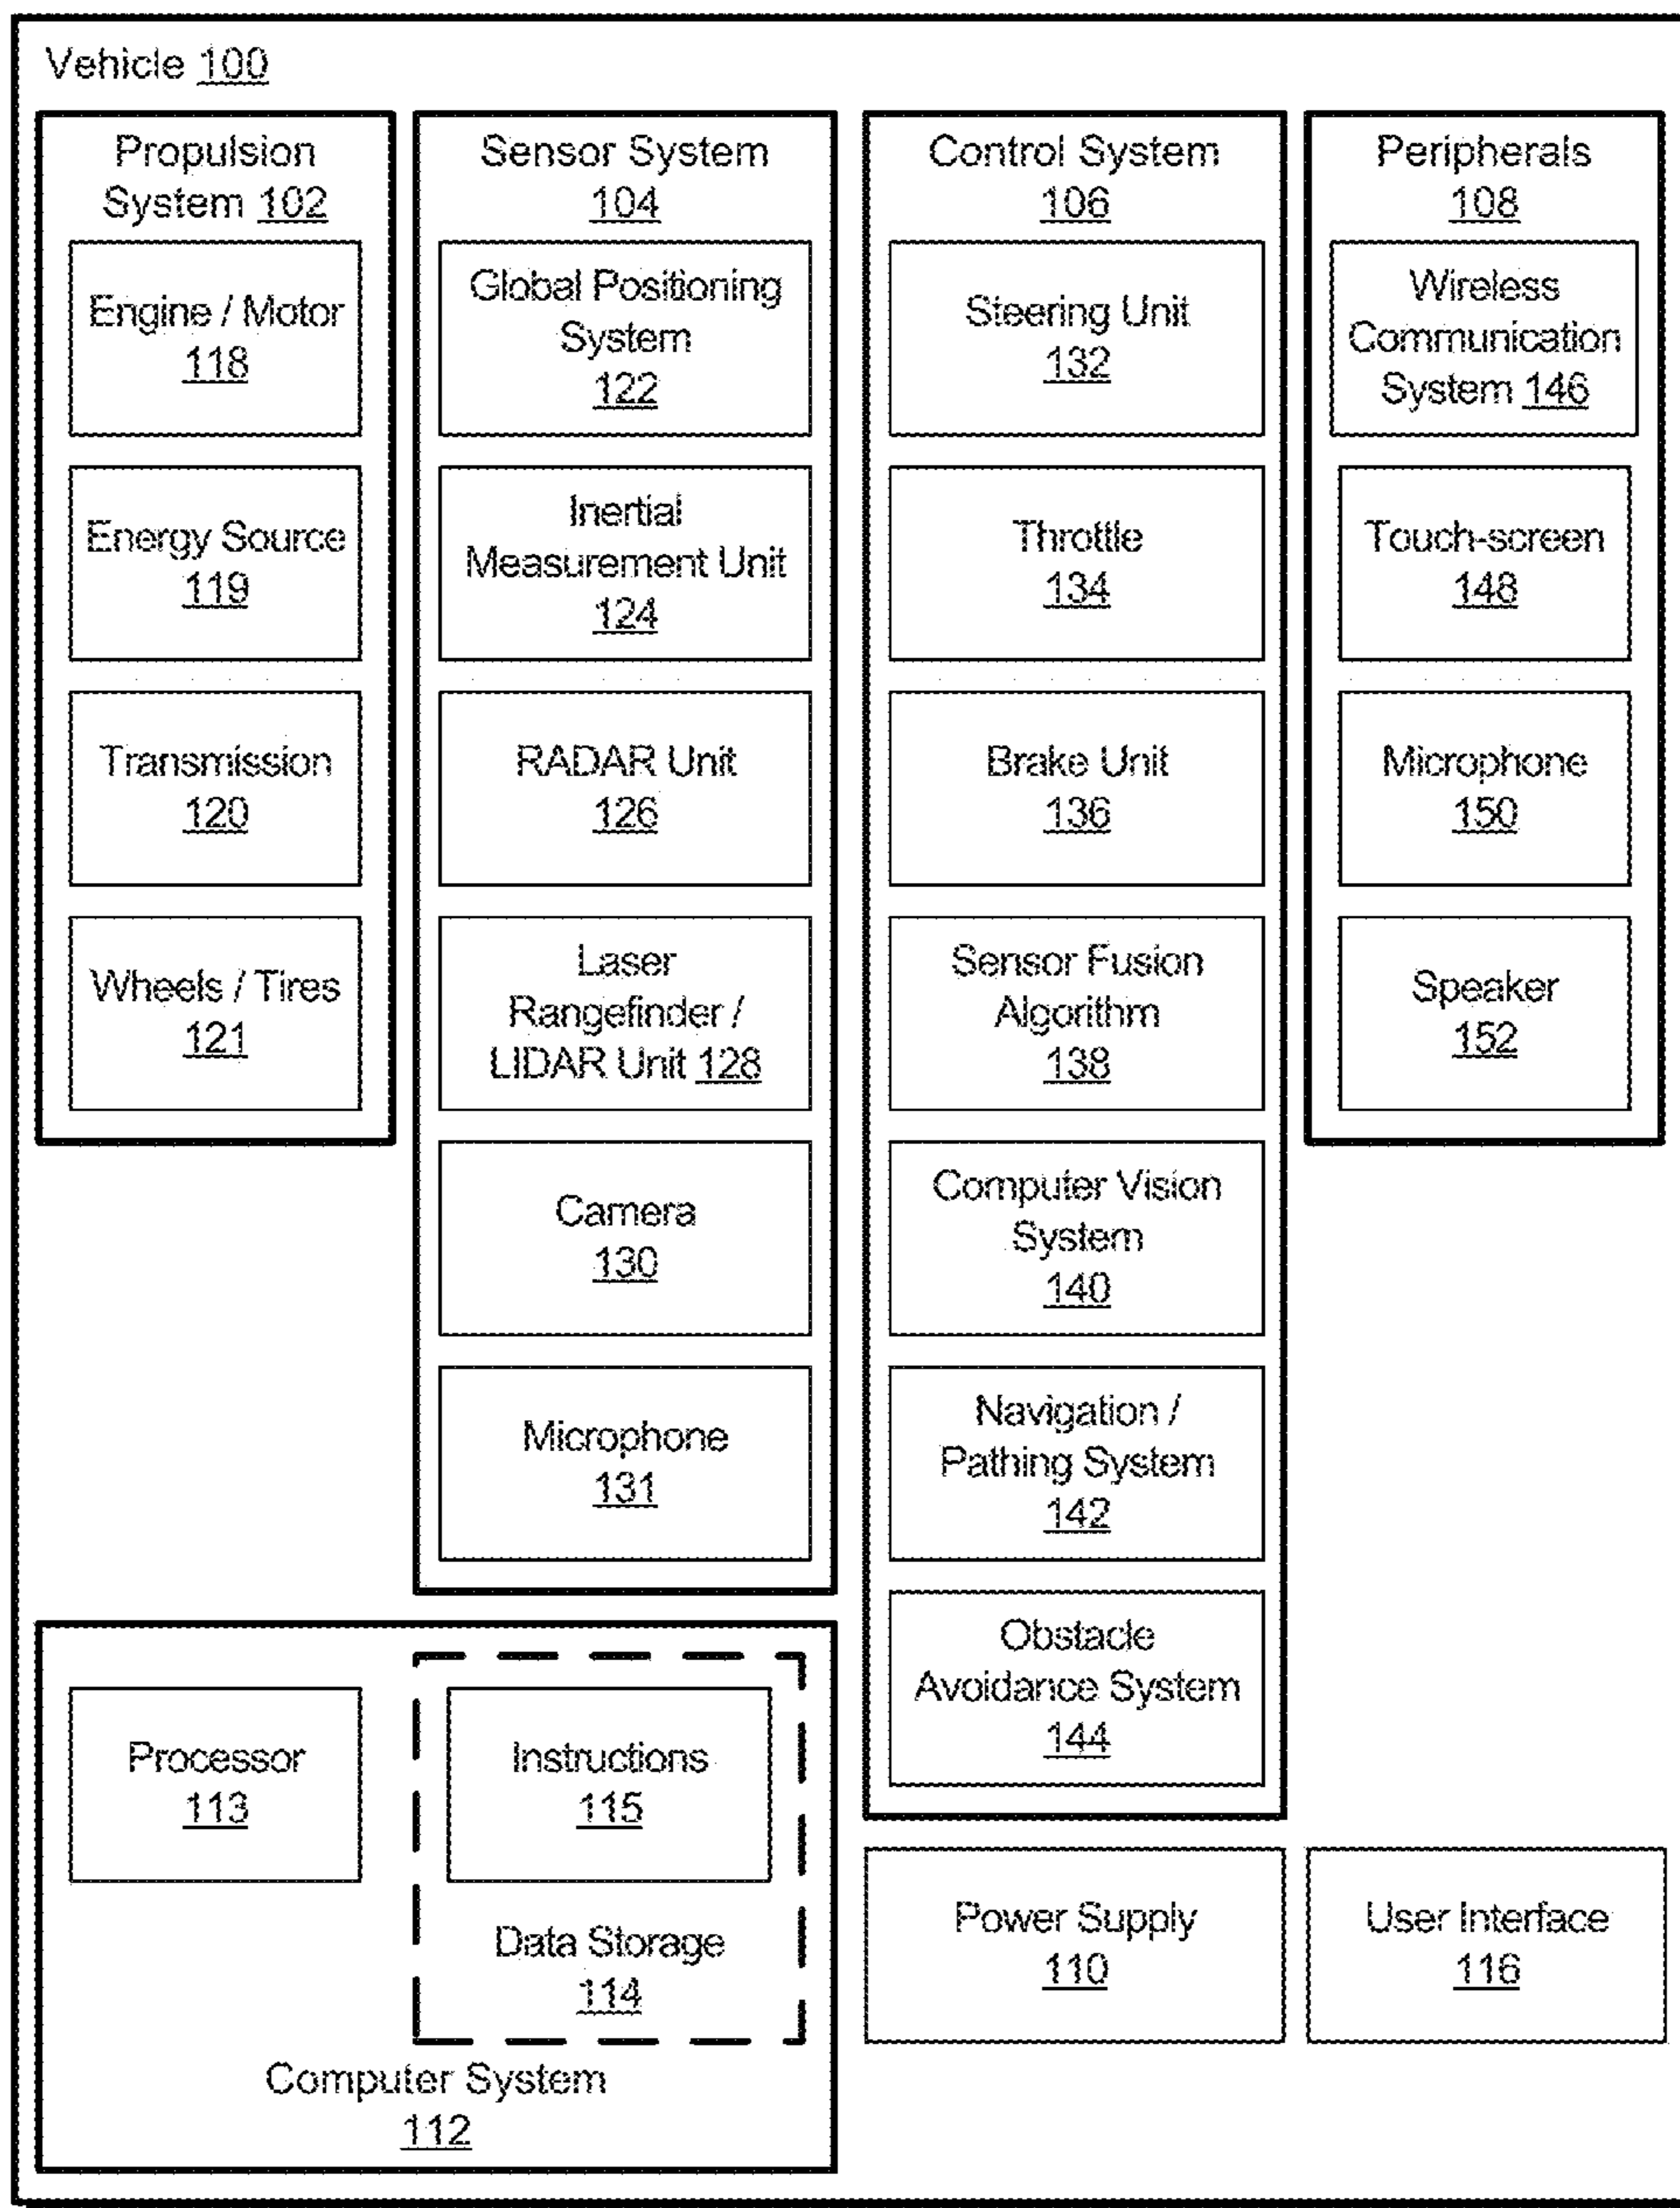 Vehicle 100
Propulsion
System 102
Engine / Motor
118
Energy Source
119
Transmission
120
Wheels / Tires
121
Sensor System
104
Global Positioning
System
122
Inertial
Measurement Unit
124
RADAR Unit
126
Laser
Rangefinder /
LIDAR Unit 128
Camera
130
Microphone
131
Control System
106
Steering Unit
132
Throttle
134
Brake Unit
136
Sensor Fusion
Algorithm
138
Computer Vision
System
140
Navigation /
Pathing System
142
Obstacle
Avoidance System
144
Peripherals
108
Wireless
Communication
System 146
Touch-screen
148
Microphone
150
Speaker
152
Processor
113
Instructions
115
Data Storage
114
Computer System
112
Power Supply
110
User Interface
116